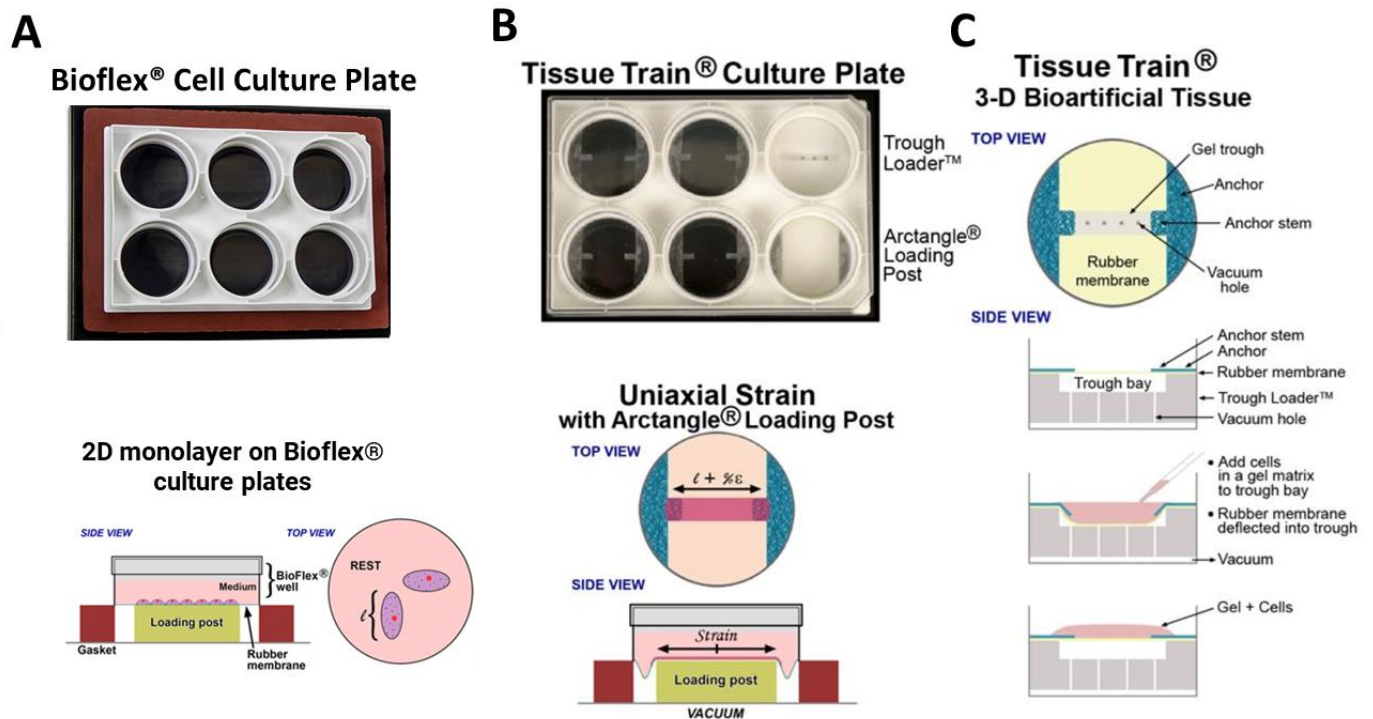 A
Bioflex® Cell Culture Plate
2D monolayer on Bioflex®
culture plates
SIDE VIEW
TOP VIEW
BioFlex®
well
Medium
REST
ℓ
Loading post
Gasket
Rubber
membrane
B
Tissue Train® Culture Plate
Trough
Loader™
Arctangle®
Loading
Post
Uniaxial Strain
with Arctangle® Loading Post
TOP VIEW
ℓ + %ε
SIDE VIEW
Strain
Loading post
VACUUM
C
Tissue Train®
3-D Bioartificial Tissue
TOP VIEW
Gel trough
Anchor
Anchor stem
Rubber
membrane
Vacuum
hole
SIDE VIEW
Anchor stem
Anchor
Rubber membrane
Trough bay
Trough Loader™
Vacuum hole
• Add cells
in a gel matrix
to trough bay
• Rubber membrane
deflected into trough
Vacuum
Gel + Cells